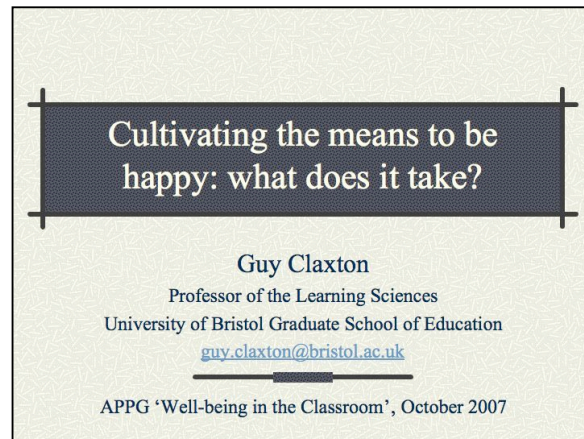 Cultivating the means to be
happy: what does it take?
Guy Claxton
Professor of the Learning Sciences
University of Bristol Graduate School of Education
guy.claxton@bristol.ac.uk
APPG ‘Well-being in the Classroom’, October 2007